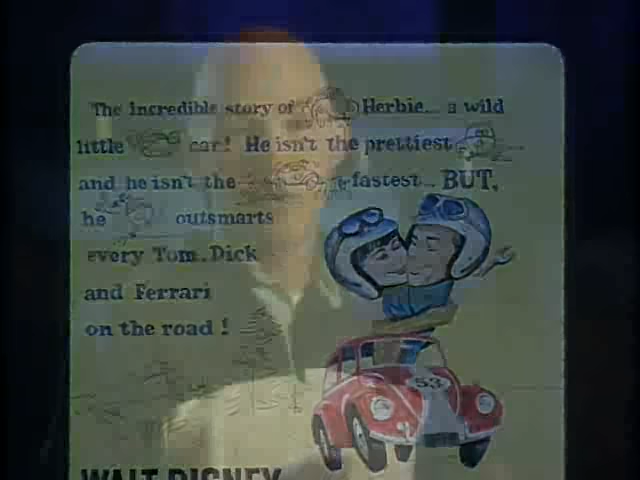 The incredible story of Herbie... a wild
little car! He isn't the prettiest
and he isn't the fastest... BUT,
he outsmarts
every Tom, Dick
and Ferrari
on the road!
53
WALT DISNEY